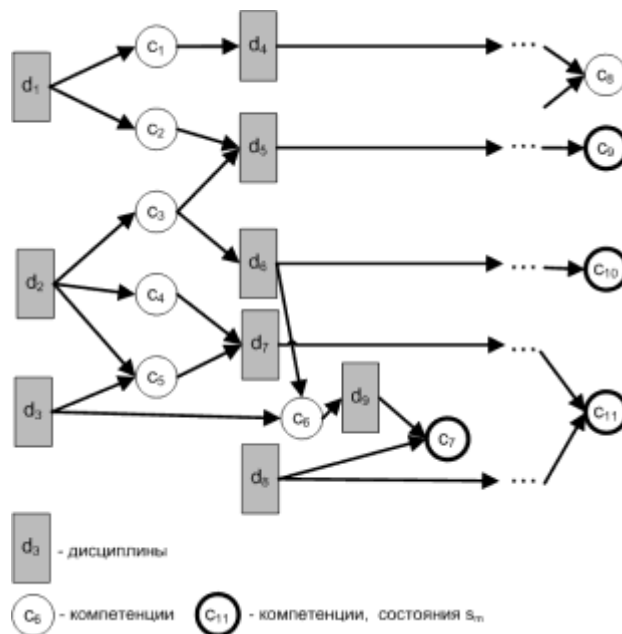 c₁
d₄
...
c₈
d₁
c₂
d₅
...
c₉
c₃
d₂
d₆
...
c₁₀
c₄
d₇
...
c₅
d₃
d₉
c₆
c₇
c₁₁
d₈
...
d₃ - дисциплины
c₆ - компетенции
c₁₁ - компетенции, состояния sₘ